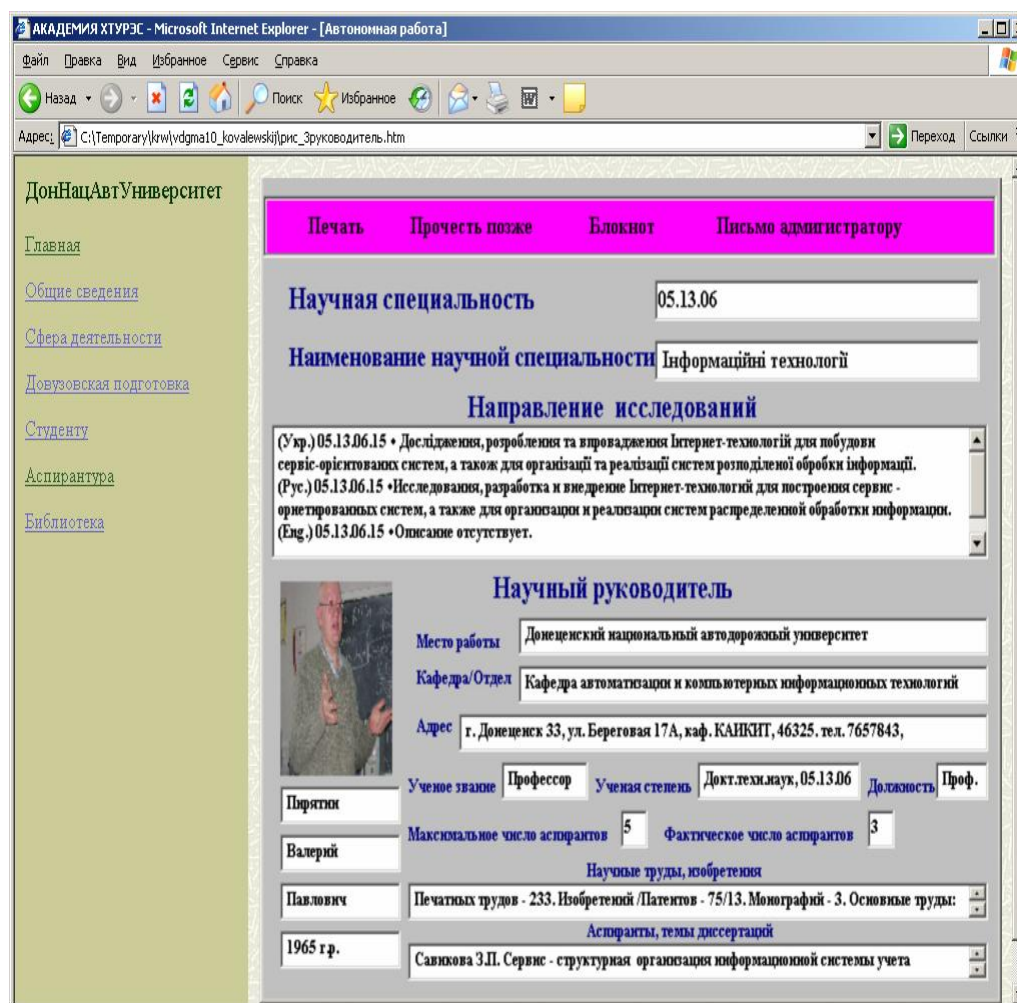 АКАДЕМИЯ ХТУРЭС - Microsoft Internet Explorer - [Автономная работа]
Файл Правка Вид Избранное Сервис Справка
Назад Поиск Избранное
Адрес: C:\Temporary\krw\vdgma10_kovalewskij\рис_3руководитель.htm Переход Ссылки
ДонНацАвтУниверситет
Главная
Общие сведения
Сфера деятельности
Довузовская подготовка
Студенту
Аспирантура
Библиотека
Печать Прочесть позже Блокнот Письмо адмигистратору
Научная специальность 05.13.06
Наименование научной специальности Інформаційні технології
Направление исследований
(Укр.) 05.13.06.15 • Дослідження, розроблення та впровадження Інтернет-технологій для побудови
сервіс-орієнтованих систем, а також для організації та реалізації систем розподіленої обробки інформації.
(Рус.) 05.13.06.15 •Исследования, разработка и внедрение Інтернет-технологий для построения сервис -
орнетированных систем, а также для организации и реализации систем распределенной обработки информации.
(Eng.) 05.13.06.15 •Описание отсутствует.
Научный руководитель
Место работы Донеценский национальный автодорожный университет
Кафедра/Отдел Кафедра автоматизации и компьютерных информационных технологий
Адрес г. Донеценск 33, ул. Береговая 17А, каф. КАИКИТ, 46325. тел. 7657843,
Ученое звание Профессор Ученая степень Докт.техн.наук, 05.13.06 Должность Проф.
Максимальное число аспирантов 5 Фактическое число аспирантов 3
Пирятин
Валерий
Павлович
1965 г.р.
Научные труды, изобретения
Печатных трудов - 233. Изобретений /Патентов - 75/13. Монографий - 3. Основные труды:
Аспиранты, темы диссертаций
Савикова З.П. Сервис - структурная организация информационной системы учета